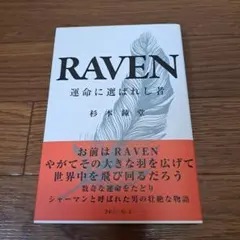 RAVEN
運命に選ばれし者
杉本錬堂
お前はRAVEN
やがてその大きな羽を広げて
世界中を飛び回るだろう
数奇な運命をたどり
シャーマンと呼ばれた男の壮絶な物語